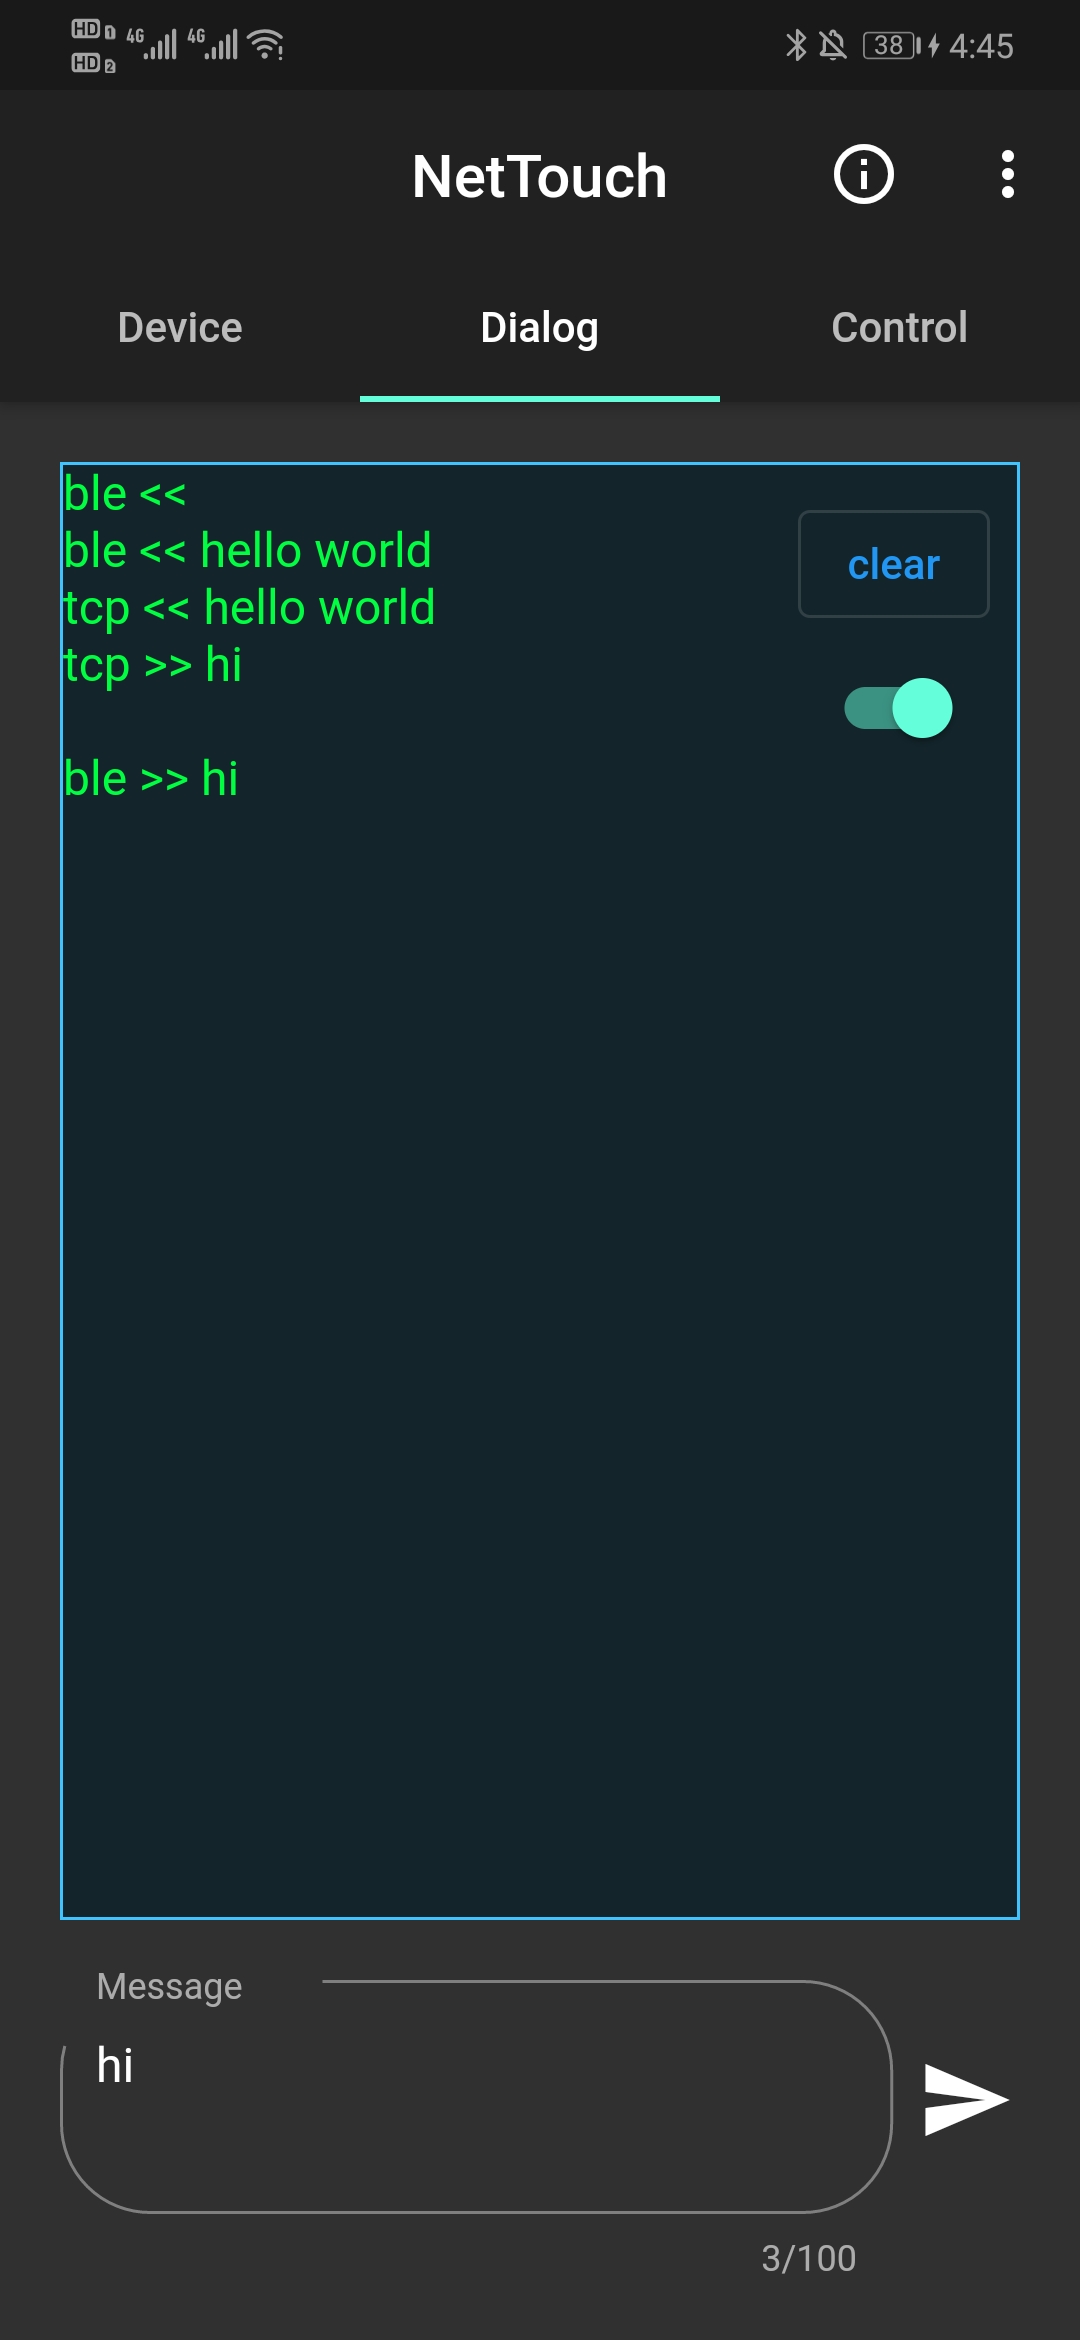 HD 1 4G 4G 38 4:45
HD 2
NetTouch
Device Dialog Control
ble <<
ble << hello world
clear
tcp << hello world
tcp >> hi
ble >> hi
Message
hi
3/100